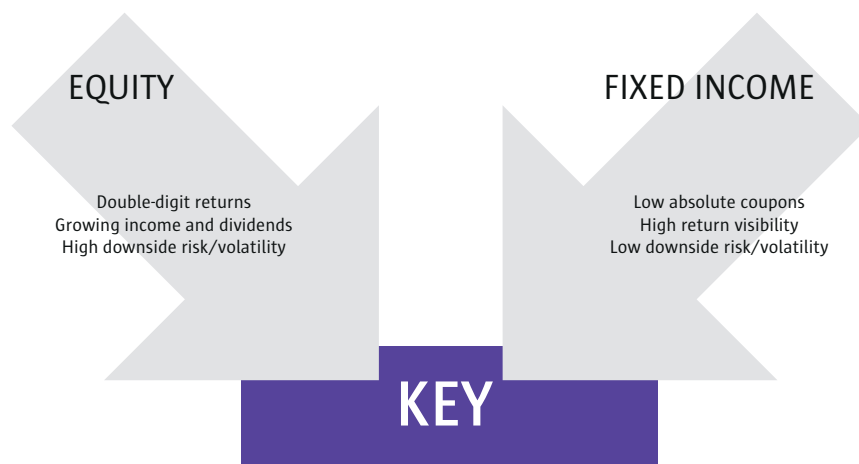 EQUITY
Double-digit returns
Growing income and dividends
High downside risk/volatility
FIXED INCOME
Low absolute coupons
High return visibility
Low downside risk/volatility
KEY